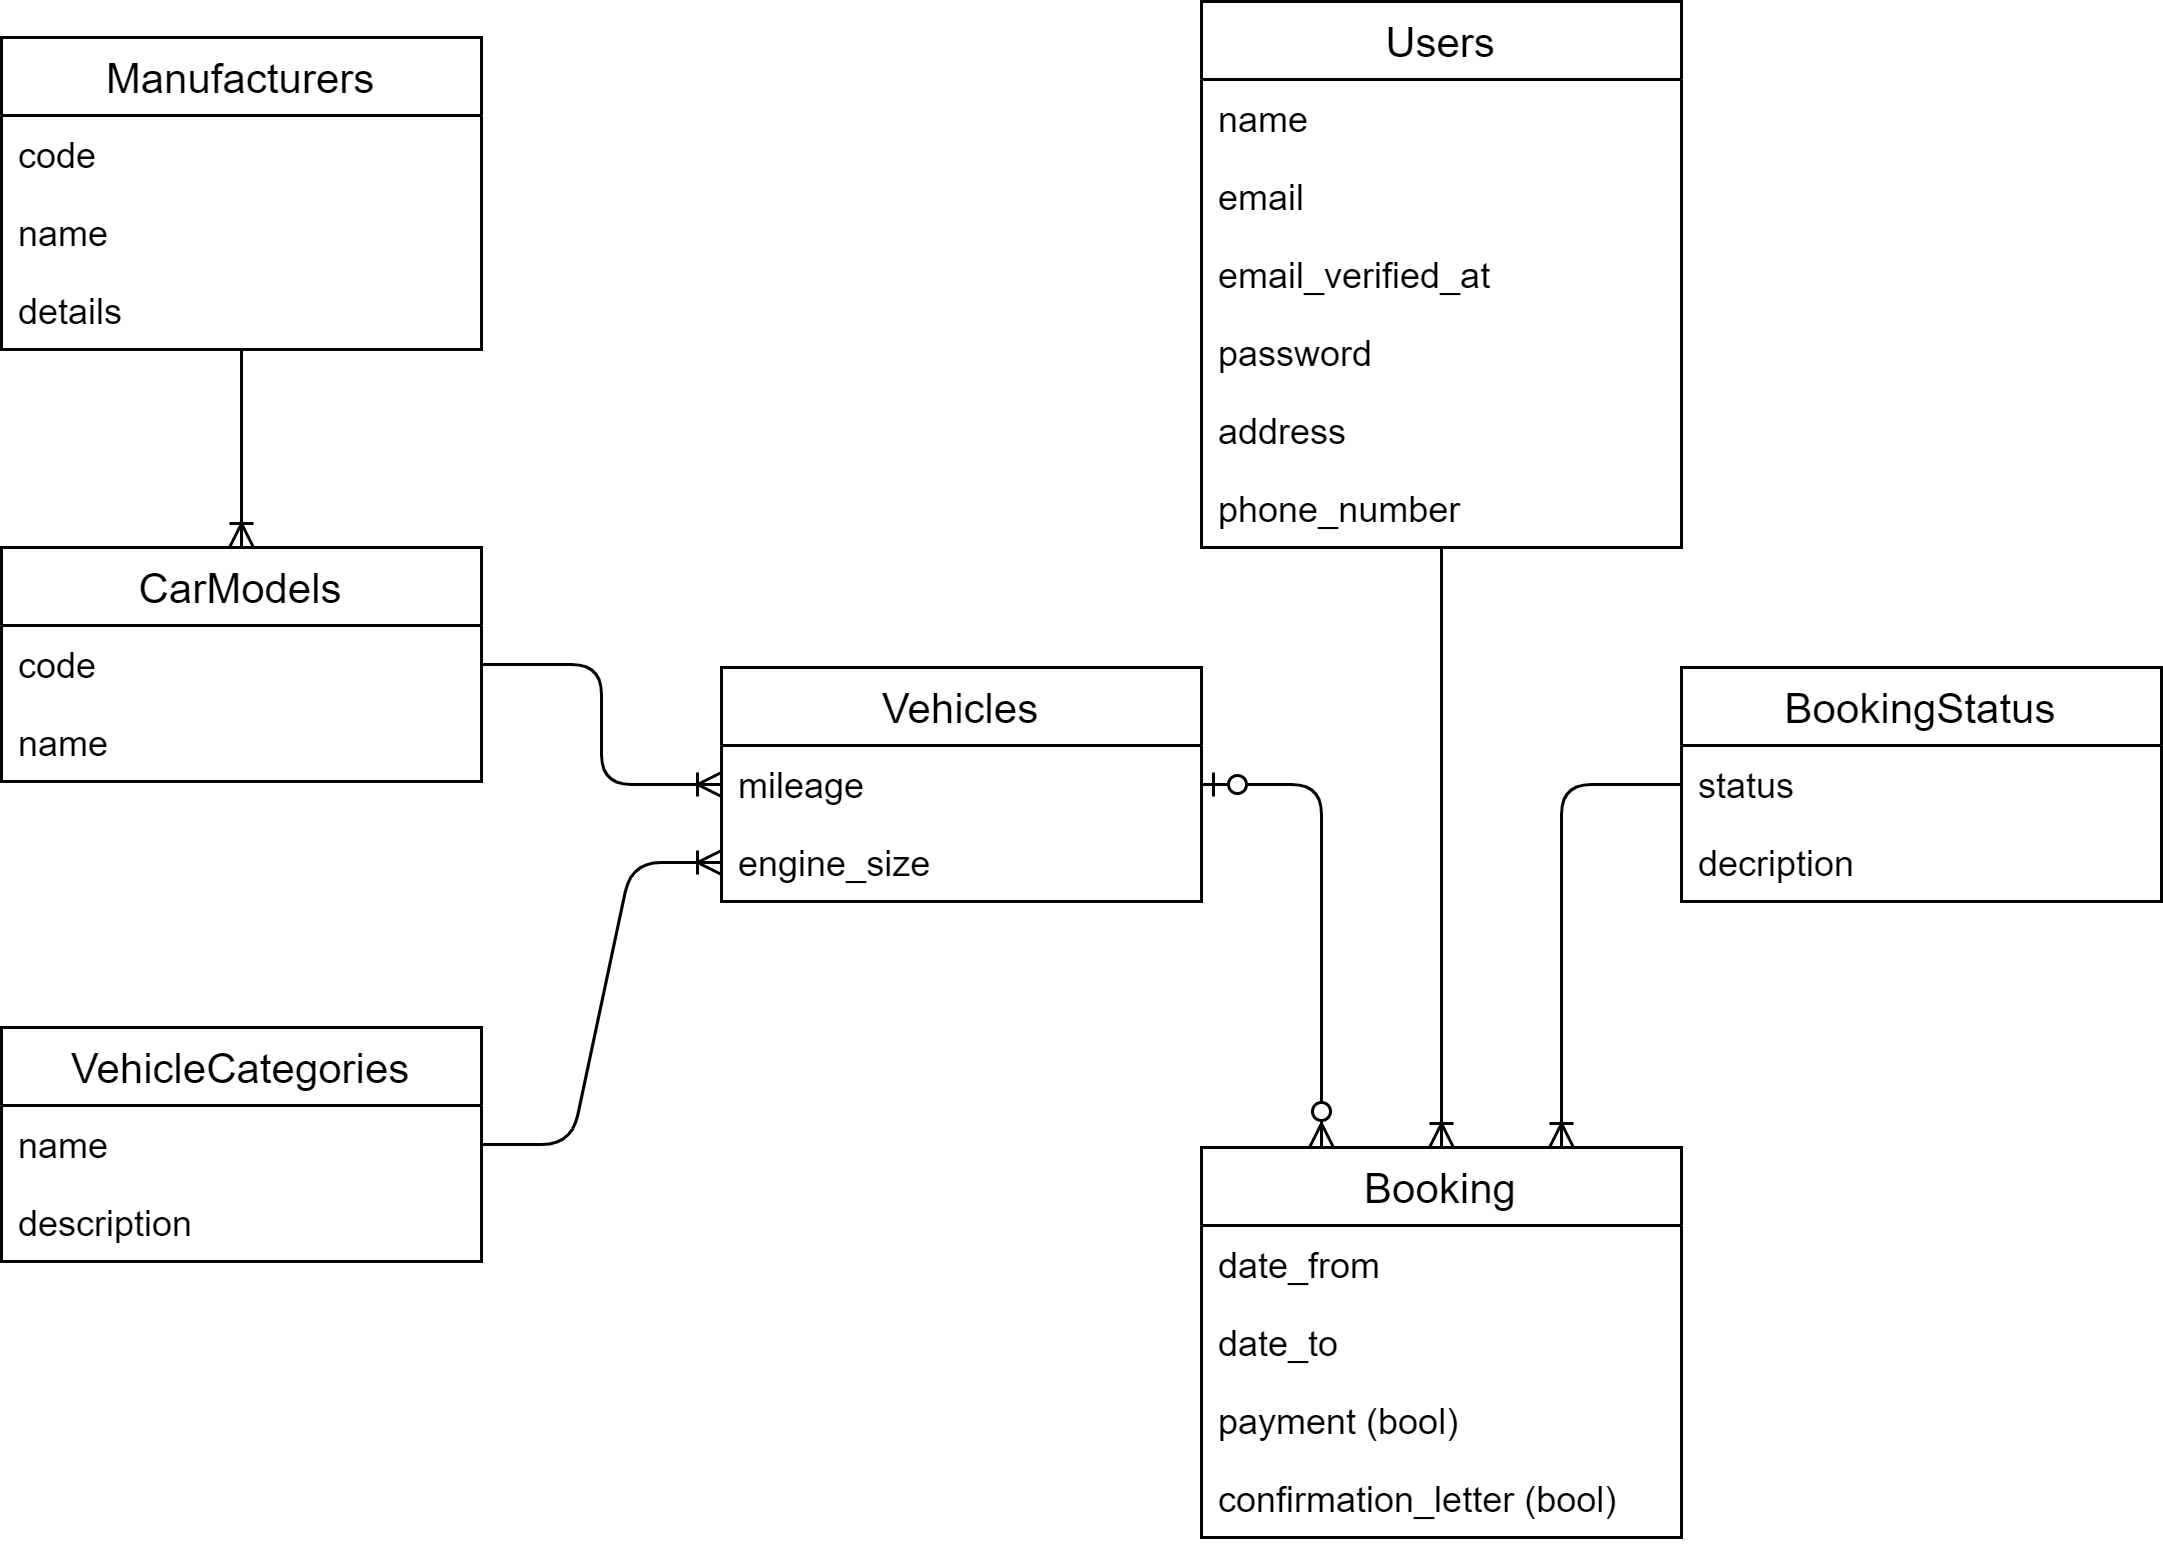 Manufacturers
code
name
details
CarModels
code
name
VehicleCategories
name
description
Vehicles
mileage
engine_size
Users
name
email
email_verified_at
password
address
phone_number
BookingStatus
status
decription
Booking
date_from
date_to
payment (bool)
confirmation_letter (bool)